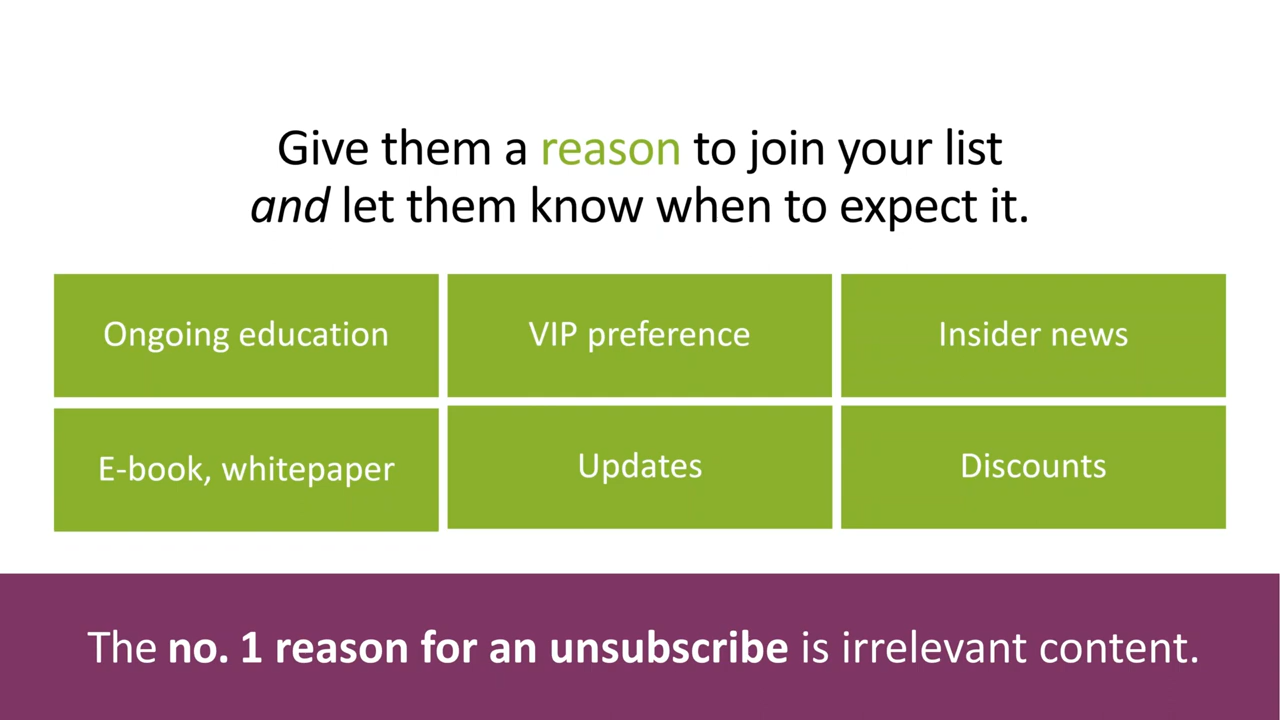 Give them a reason to join your list
and let them know when to expect it.
Ongoing education
VIP preference
Insider news
E-book, whitepaper
Updates
Discounts
The no. 1 reason for an unsubscribe is irrelevant content.